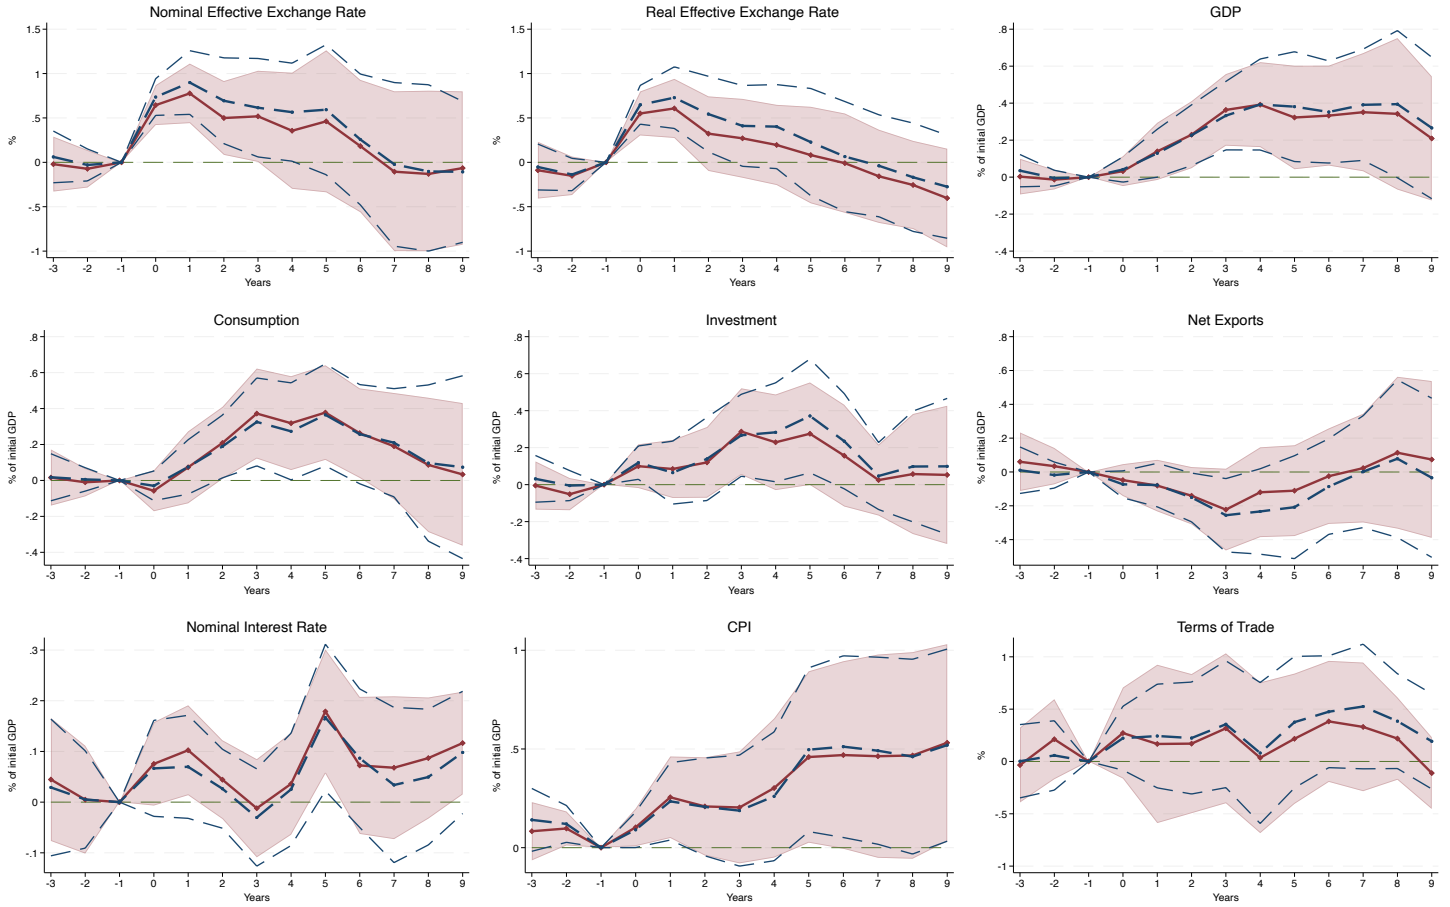 Nominal Effective Exchange Rate
1.5
1
.5
0
-.5
-1
%
-3 -2 -1 0 1 2 3 4 5 6 7 8 9
Years
Real Effective Exchange Rate
1.5
1
.5
0
-.5
-1
%
-3 -2 -1 0 1 2 3 4 5 6 7 8 9
Years
GDP
.8
.6
.4
.2
0
-.2
-.4
% of initial GDP
-3 -2 -1 0 1 2 3 4 5 6 7 8 9
Years
Consumption
.8
.6
.4
.2
0
-.2
-.4
% of initial GDP
-3 -2 -1 0 1 2 3 4 5 6 7 8 9
Years
Investment
.8
.6
.4
.2
0
-.2
-.4
% of initial GDP
-3 -2 -1 0 1 2 3 4 5 6 7 8 9
Years
Net Exports
.8
.6
.4
.2
0
-.2
-.4
% of initial GDP
-3 -2 -1 0 1 2 3 4 5 6 7 8 9
Years
Nominal Interest Rate
.3
.2
.1
0
-.1
% of initial GDP
-3 -2 -1 0 1 2 3 4 5 6 7 8 9
Years
CPI
1
.5
0
% of initial GDP
-3 -2 -1 0 1 2 3 4 5 6 7 8 9
Years
Terms of Trade
1
.5
0
-.5
-1
%
-3 -2 -1 0 1 2 3 4 5 6 7 8 9
Years